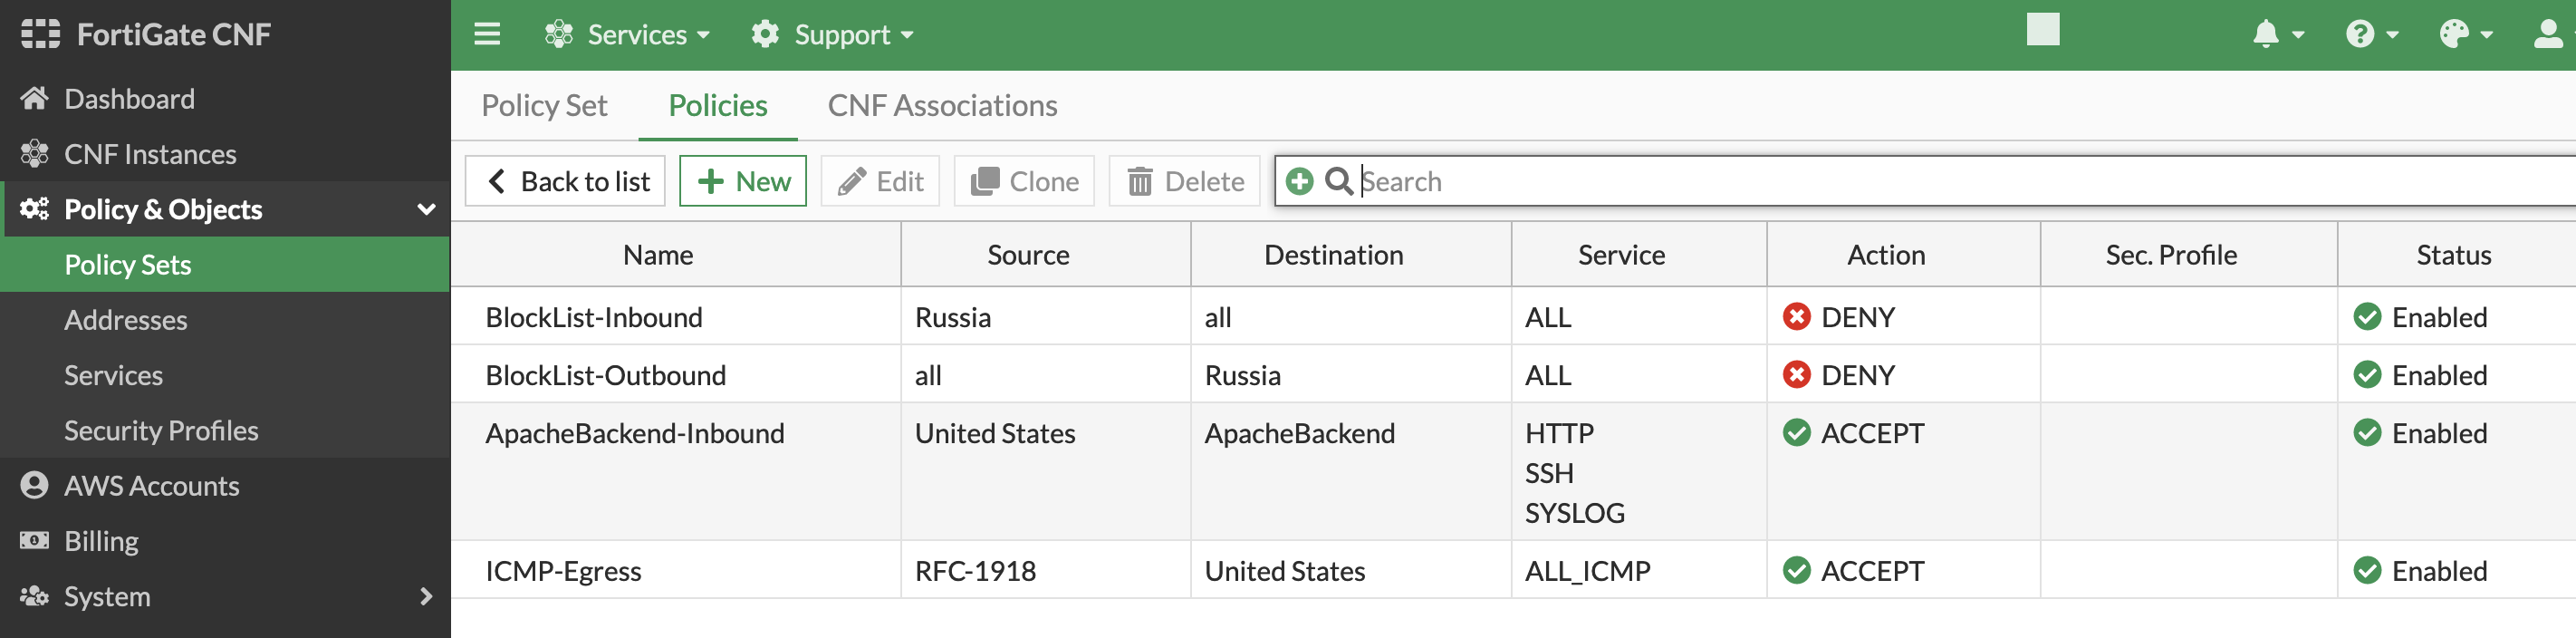 FortiGate CNF
Services
Support
Dashboard
CNF Instances
Policy & Objects
Policy Sets
Addresses
Services
Security Profiles
AWS Accounts
Billing
System
Policy Set Policies CNF Associations
Back to list New Edit Clone Delete Search
Name Source Destination Service Action Sec. Profile Status
BlockList-Inbound Russia all ALL DENY Enabled
BlockList-Outbound all Russia ALL DENY Enabled
ApacheBackend-Inbound United States ApacheBackend HTTP ACCEPT Enabled
SSH
SYSLOG
ICMP-Egress RFC-1918 United States ALL_ICMP ACCEPT Enabled